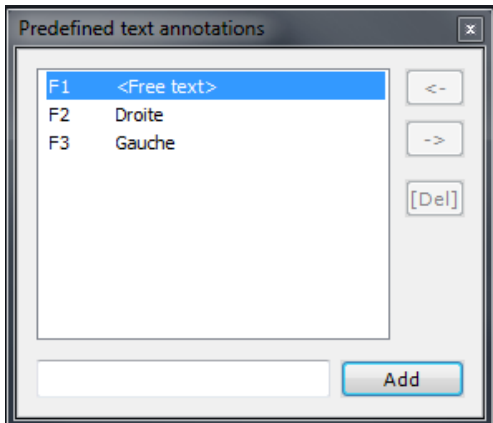 Predefined text annotations
x
F1 <Free text>
F2 Droite
F3 Gauche
<-
->
[Del]
Add